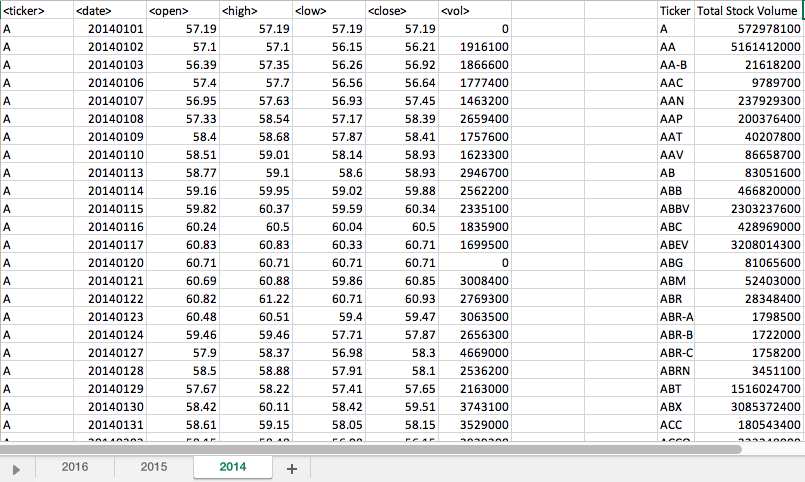 <ticker> <date> <open> <high> <low> <close> <vol> Ticker Total Stock Volume
A 20140101 57.19 57.19 57.19 57.19 0 A 572978100
A 20140102 57.1 57.1 56.15 56.21 1916100 AA 5161412000
A 20140103 56.39 57.35 56.26 56.92 1866600 AA-B 21618200
A 20140106 57.4 57.7 56.56 56.64 1777400 AAC 9789700
A 20140107 56.95 57.63 56.93 57.45 1463200 AAN 237929300
A 20140108 57.33 58.54 57.17 58.39 2659400 AAP 200376400
A 20140109 58.4 58.68 57.87 58.41 1757600 AAT 40207800
A 20140110 58.51 59.01 58.14 58.93 1623300 AAV 86658700
A 20140113 58.77 59.1 58.6 58.93 2946700 AB 83051600
A 20140114 59.16 59.95 59.02 59.88 2562200 ABB 466820000
A 20140115 59.82 60.37 59.59 60.34 2335100 ABBV 2303237600
A 20140116 60.24 60.5 60.04 60.5 1835900 ABC 428969000
A 20140117 60.83 60.83 60.33 60.71 1699500 ABEV 3208014300
A 20140120 60.71 60.71 60.71 60.71 0 ABG 81065600
A 20140121 60.69 60.88 59.86 60.85 3008400 ABM 52403000
A 20140122 60.82 61.22 60.71 60.93 2769300 ABR 28348400
A 20140123 60.48 60.51 59.4 59.47 3063500 ABR-A 1798500
A 20140124 59.46 59.46 57.71 57.87 2656300 ABR-B 1722000
A 20140127 57.9 58.37 56.98 58.3 4669000 ABR-C 1758200
A 20140128 58.5 58.88 57.91 58.1 2536200 ABRN 3451100
A 20140129 57.67 58.22 57.41 57.65 2163000 ABT 1516024700
A 20140130 58.42 60.11 58.42 59.51 3743100 ABX 3085372400
A 20140131 58.61 59.15 58.05 58.15 3529000 ACC 180543400
2016 2015 2014 +